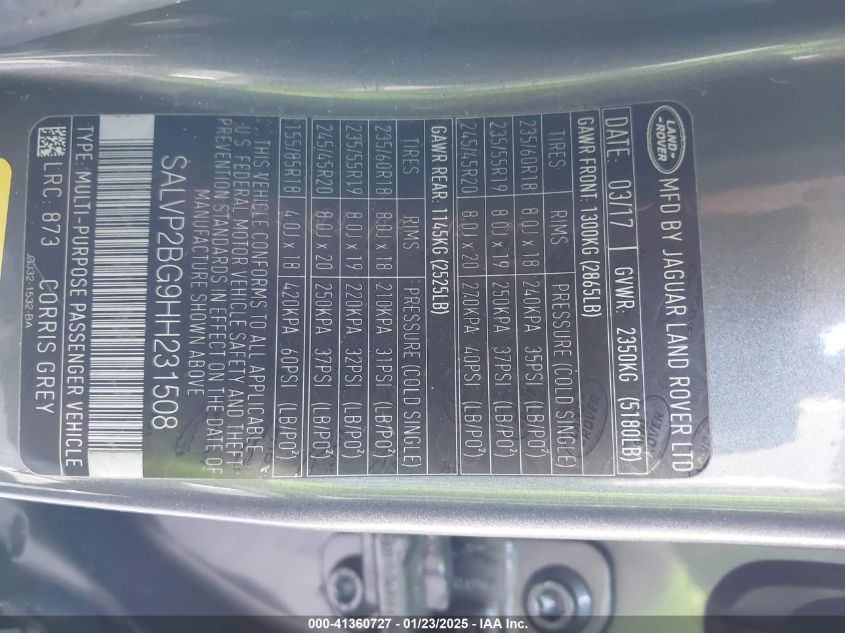 LAND ROVER
MFD BY JAGUAR LAND ROVER LTD
DATE: 03/17 GVWR: 2350KG (5180LB)
GAWR FRONT: 1300KG (2865LB)
TIRES RIMS PRESSURE (COLD SINGLE)
235/60R18 8.0J x 18 240KPA 35PSI (LB/PO²)
235/55R19 8.0J x 19 250KPA 37PSI (LB/PO²)
245/45R20 8.0J x 20 270KPA 40PSI (LB/PO²)
GAWR REAR: 1145KG (2525LB)
TIRES RIMS PRESSURE (COLD SINGLE)
235/60R18 8.0J x 18 210KPA 31PSI (LB/PO²)
235/55R19 8.0J x 19 220KPA 32PSI (LB/PO²)
245/45R20 8.0J x 20 250KPA 37PSI (LB/PO²)
T155/85R18 4.0J x 18 420KPA 60PSI (LB/PO²)
THIS VEHICLE CONFORMS TO ALL APPLICABLE
U S FEDERAL MOTOR VEHICLE SAFETY AND THEFT
PREVENTION STANDARDS IN EFFECT ON THE DATE OF
MANUFACTURE SHOWN ABOVE
SALVP2BG9HH231508
TYPE: MULTI-PURPOSE PASSENGER VEHICLE
LRC: 873 CORRIS GREY
000-41360727 - 01/23/2025 - IAA Inc.